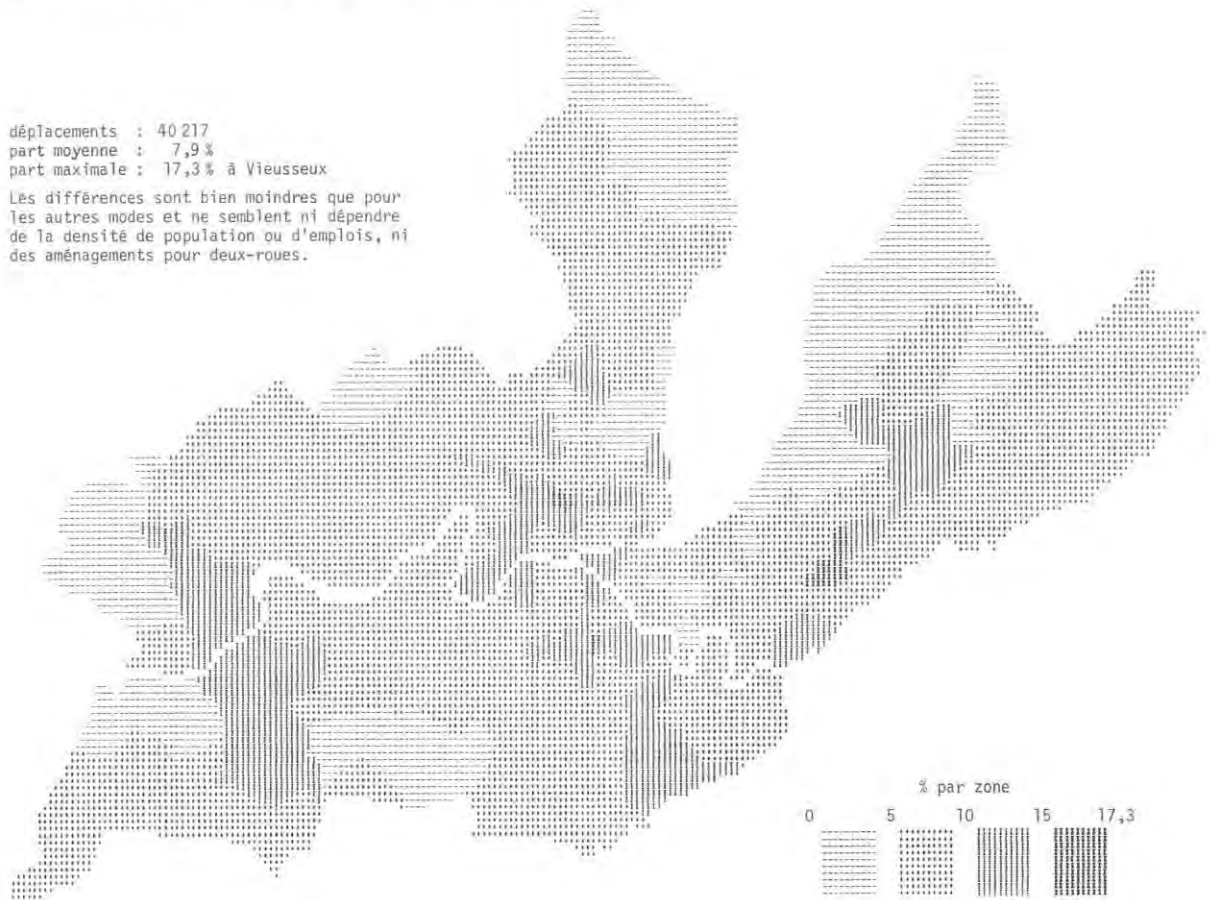 déplacements : 40 217
part moyenne : 7,9 %
part maximale : 17,3 % à Vieusseux
Les différences sont bien moindres que pour
les autres modes et ne semblent ni dépendre
de la densité de population ou d'emplois, ni
des aménagements pour deux-roues.
% par zone
0 5 10 15 17,3